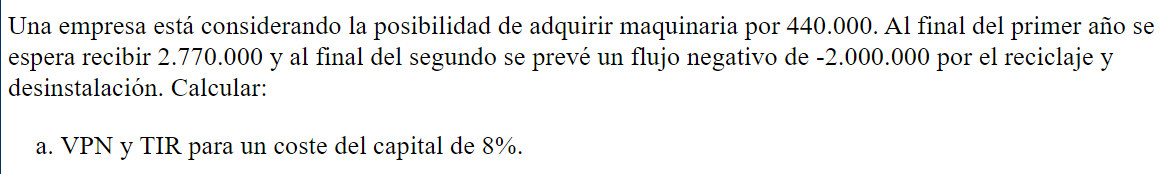 Una empresa está considerando la posibilidad de adquirir maquinaria por 440.000. Al final del primer año se
espera recibir 2.770.000 y al final del segundo se prevé un flujo negativo de -2.000.000 por el reciclaje y
desinstalación. Calcular:
a. VPN y TIR para un coste del capital de 8%.